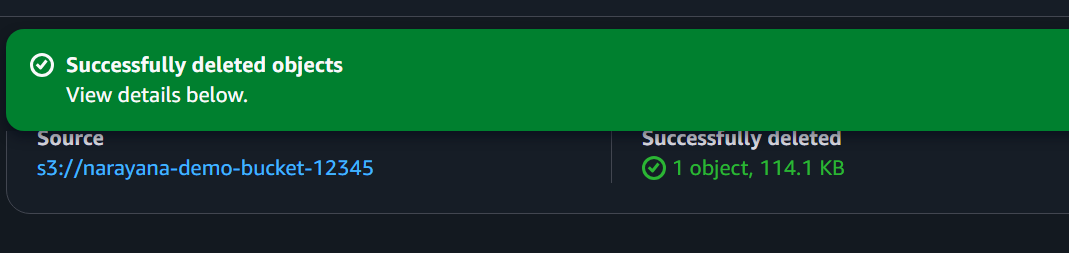 Successfully deleted objects
View details below.
Source
Successfully deleted
s3://narayana-demo-bucket-12345
1 object, 114.1 KB